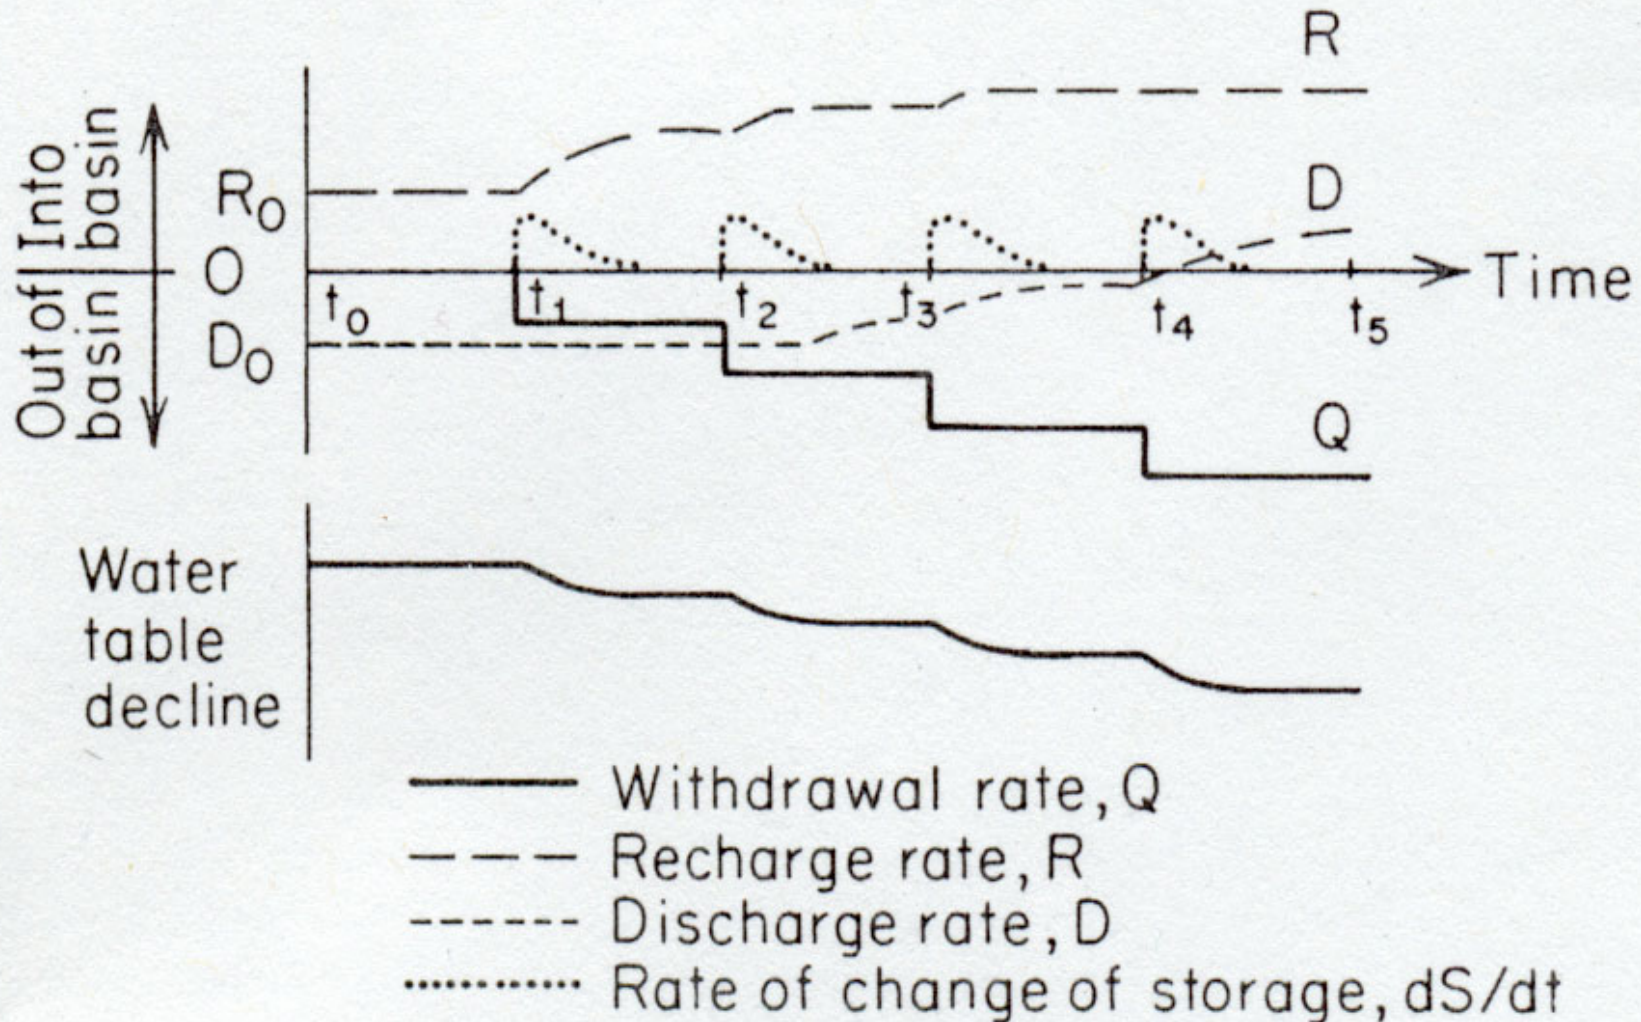 R
Into
basin
Out of
basin
R0
D
O
Time
t0
t1
t2
t3
t4
t5
D0
Q
Water
table
decline
Withdrawal rate, Q
Recharge rate, R
Discharge rate, D
Rate of change of storage, dS/dt